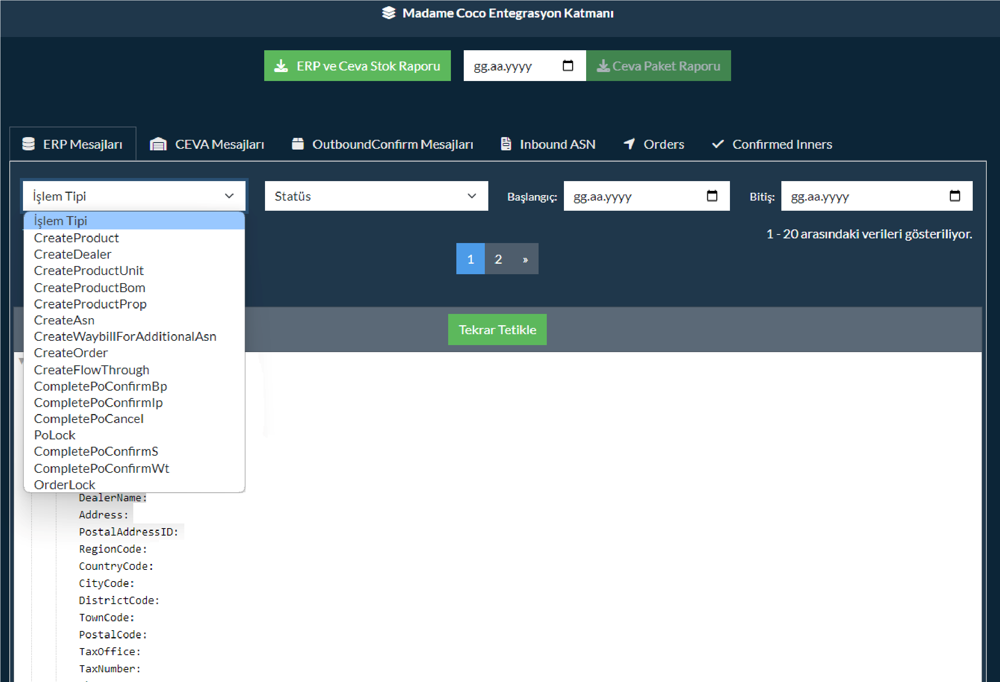 Madame Coco Entegrasyon Katmanı
ERP ve Ceva Stok Raporu
gg.aa.yyyy
Ceva Paket Raporu
ERP Mesajları
CEVA Mesajları
OutboundConfirm Mesajları
Inbound ASN
Orders
Confirmed Inners
İşlem Tipi
Statüs
Başlangıç:
gg.aa.yyyy
Bitiş:
gg.aa.yyyy
İşlem Tipi
CreateProduct
CreateDealer
CreateProductUnit
CreateProductBom
CreateProductProp
CreateAsn
CreateWaybillForAdditionalAsn
CreateOrder
CreateFlowThrough
CompletePoConfirmBp
CompletePoConfirmIp
CompletePoCancel
PoLock
CompletePoConfirmS
CompletePoConfirmWt
OrderLock
1 - 20 arasındaki verileri gösteriliyor.
1 2 »
Tekrar Tetikle
DealerName:
Address:
PostalAddressID:
RegionCode:
CountryCode:
CityCode:
DistrictCode:
TownCode:
PostalCode:
TaxOffice:
TaxNumber: